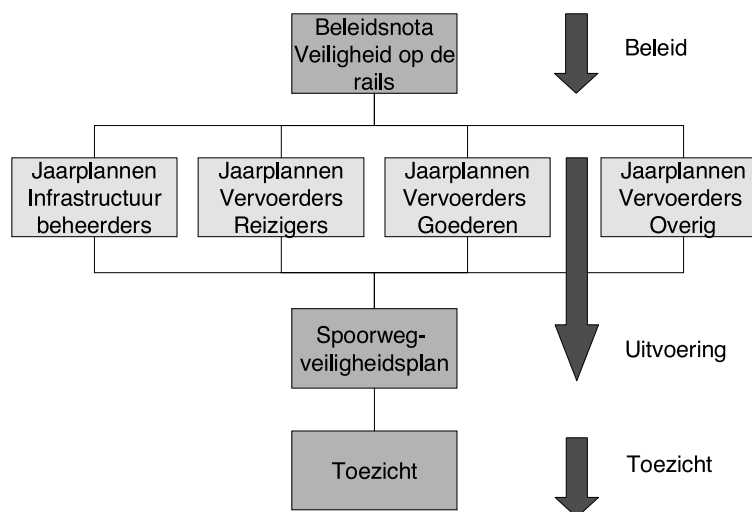 Beleidsnota
Veiligheid op de
rails
Beleid
Jaarplannen
Infrastructuur
beheerders
Jaarplannen
Vervoerders
Reizigers
Jaarplannen
Vervoerders
Goederen
Jaarplannen
Vervoerders
Overig
Spoorweg-
veiligheidsplan
Uitvoering
Toezicht
Toezicht